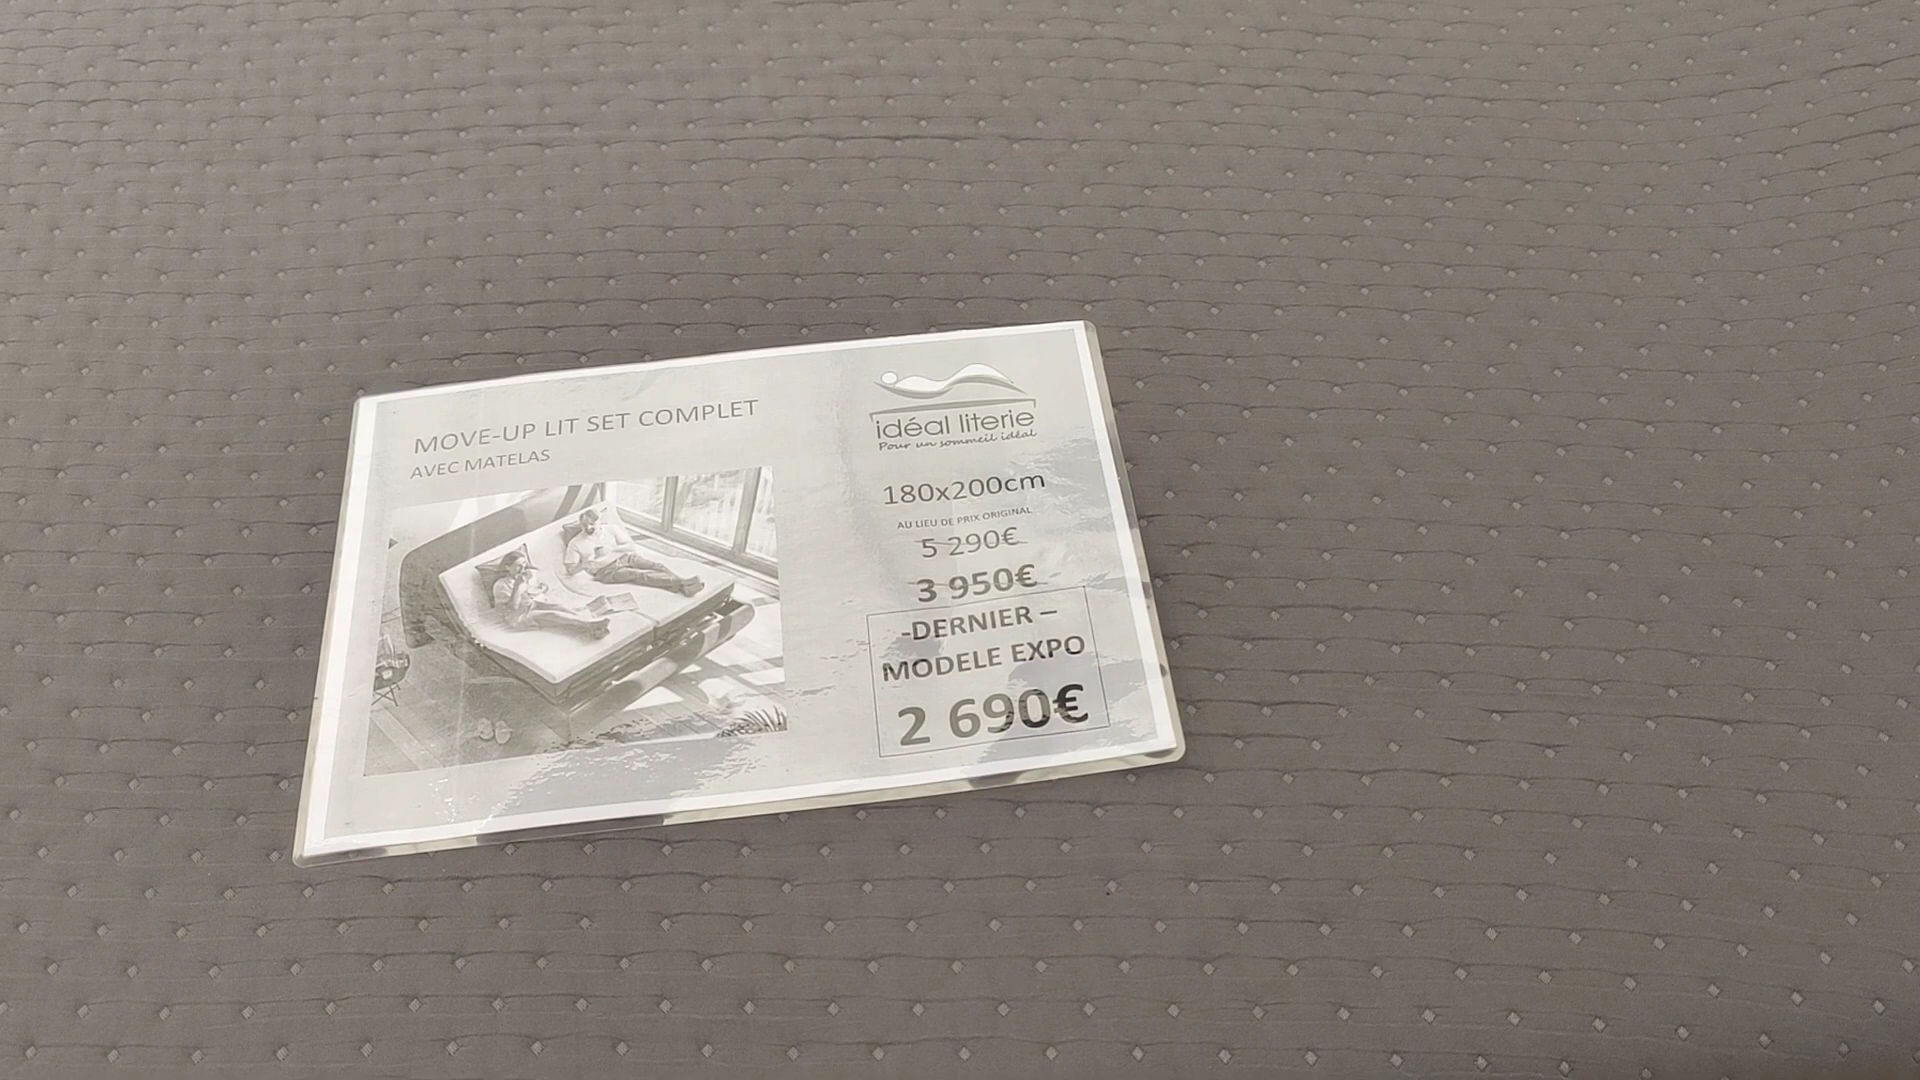 MOVE-UP LIT SET COMPLET
AVEC MATELAS
idéal literie
Pour un sommeil idéal
180x200cm
AU LIEU DE PRIX ORIGINAL
5 290€
3 950€
-DERNIER –
MODELE EXPO
2 690€